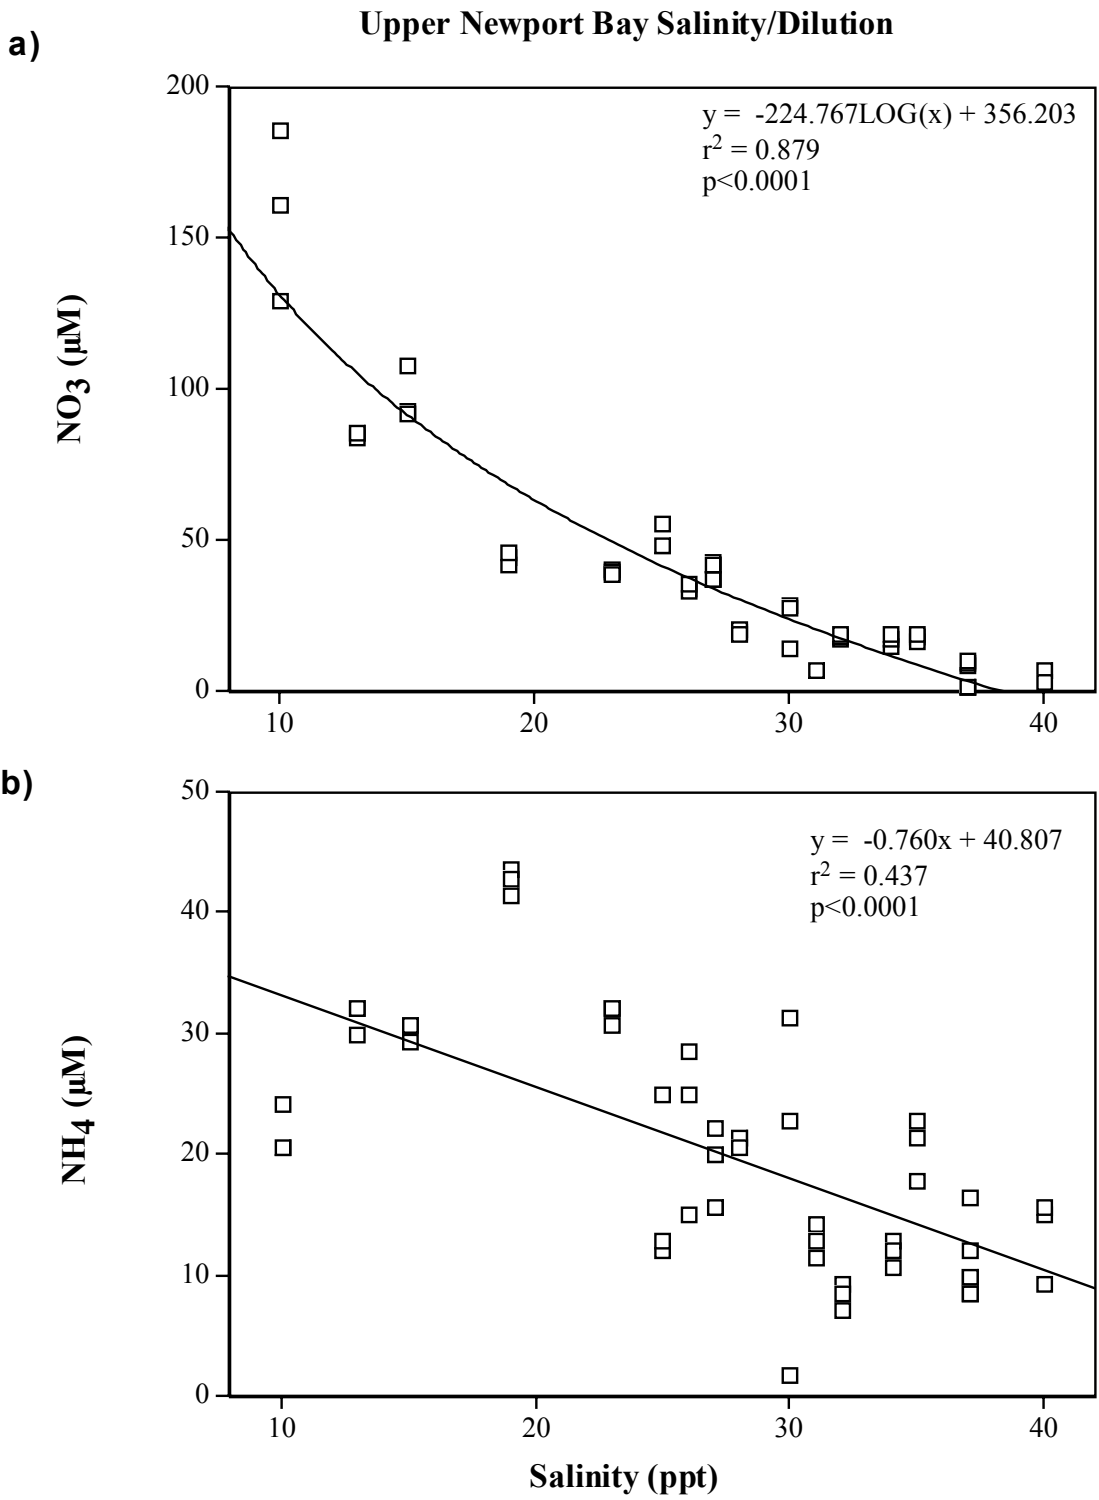 Upper Newport Bay Salinity/Dilution
a)
200
y = -224.767LOG(x) + 356.203
r² = 0.879
p<0.0001
150
NO₃ (µM)
100
50
0
10 20 30 40
b)
50
y = -0.760x + 40.807
r² = 0.437
p<0.0001
40
30
NH₄ (µM)
20
10
0
10 20 30 40
Salinity (ppt)